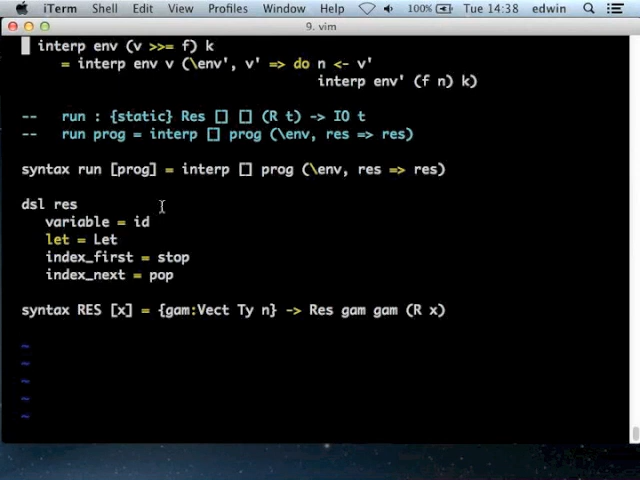 iTerm Shell Edit View Profiles Window Help 100% Tue 14:38 edwin
9. vim
interp env (v >>= f) k
= interp env v (\env', v' => do n <- v'
interp env' (f n) k)
-- run : {static} Res [] [] (R t) -> IO t
-- run prog = interp [] prog (\env, res => res)
syntax run [prog] = interp [] prog (\env, res => res)
dsl res
variable = id
let = Let
index_first = stop
index_next = pop
syntax RES [x] = {gam:Vect Ty n} -> Res gam gam (R x)
~
~
~
~
~